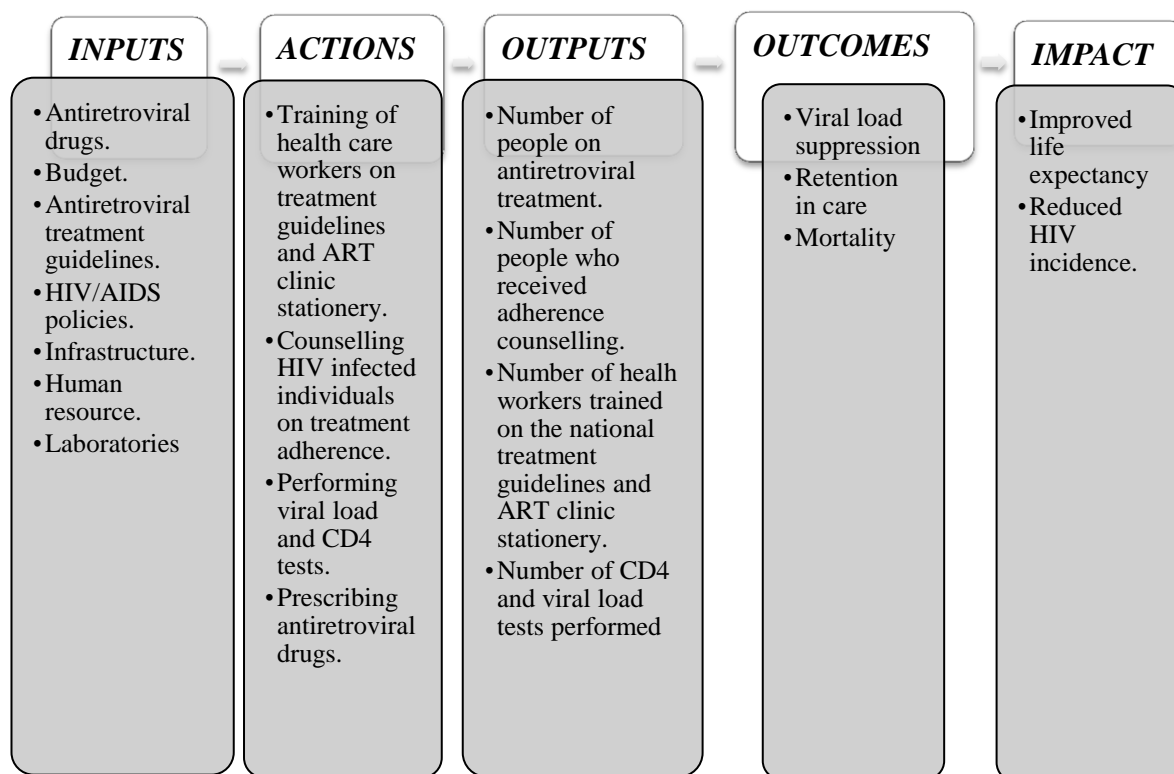 INPUTS
•Antiretroviral
drugs.
•Budget.
•Antiretroviral
treatment
guidelines.
•HIV/AIDS
policies.
•Infrastructure.
•Human
resource.
•Laboratories
ACTIONS
•Training of
health care
workers on
treatment
guidelines
and ART
clinic
stationery.
•Counselling
HIV infected
individuals
on treatment
adherence.
•Performing
viral load
and CD4
tests.
•Prescribing
antiretroviral
drugs.
OUTPUTS
•Number of
people on
antiretroviral
treatment.
•Number of
people who
received
adherence
counselling.
•Number of healh
workers trained
on the national
treatment
guidelines and
ART clinic
stationery.
•Number of CD4
and viral load
tests performed
OUTCOMES
•Viral load
suppression
•Retention
in care
•Mortality
IMPACT
•Improved
life
expectancy
•Reduced
HIV
incidence.